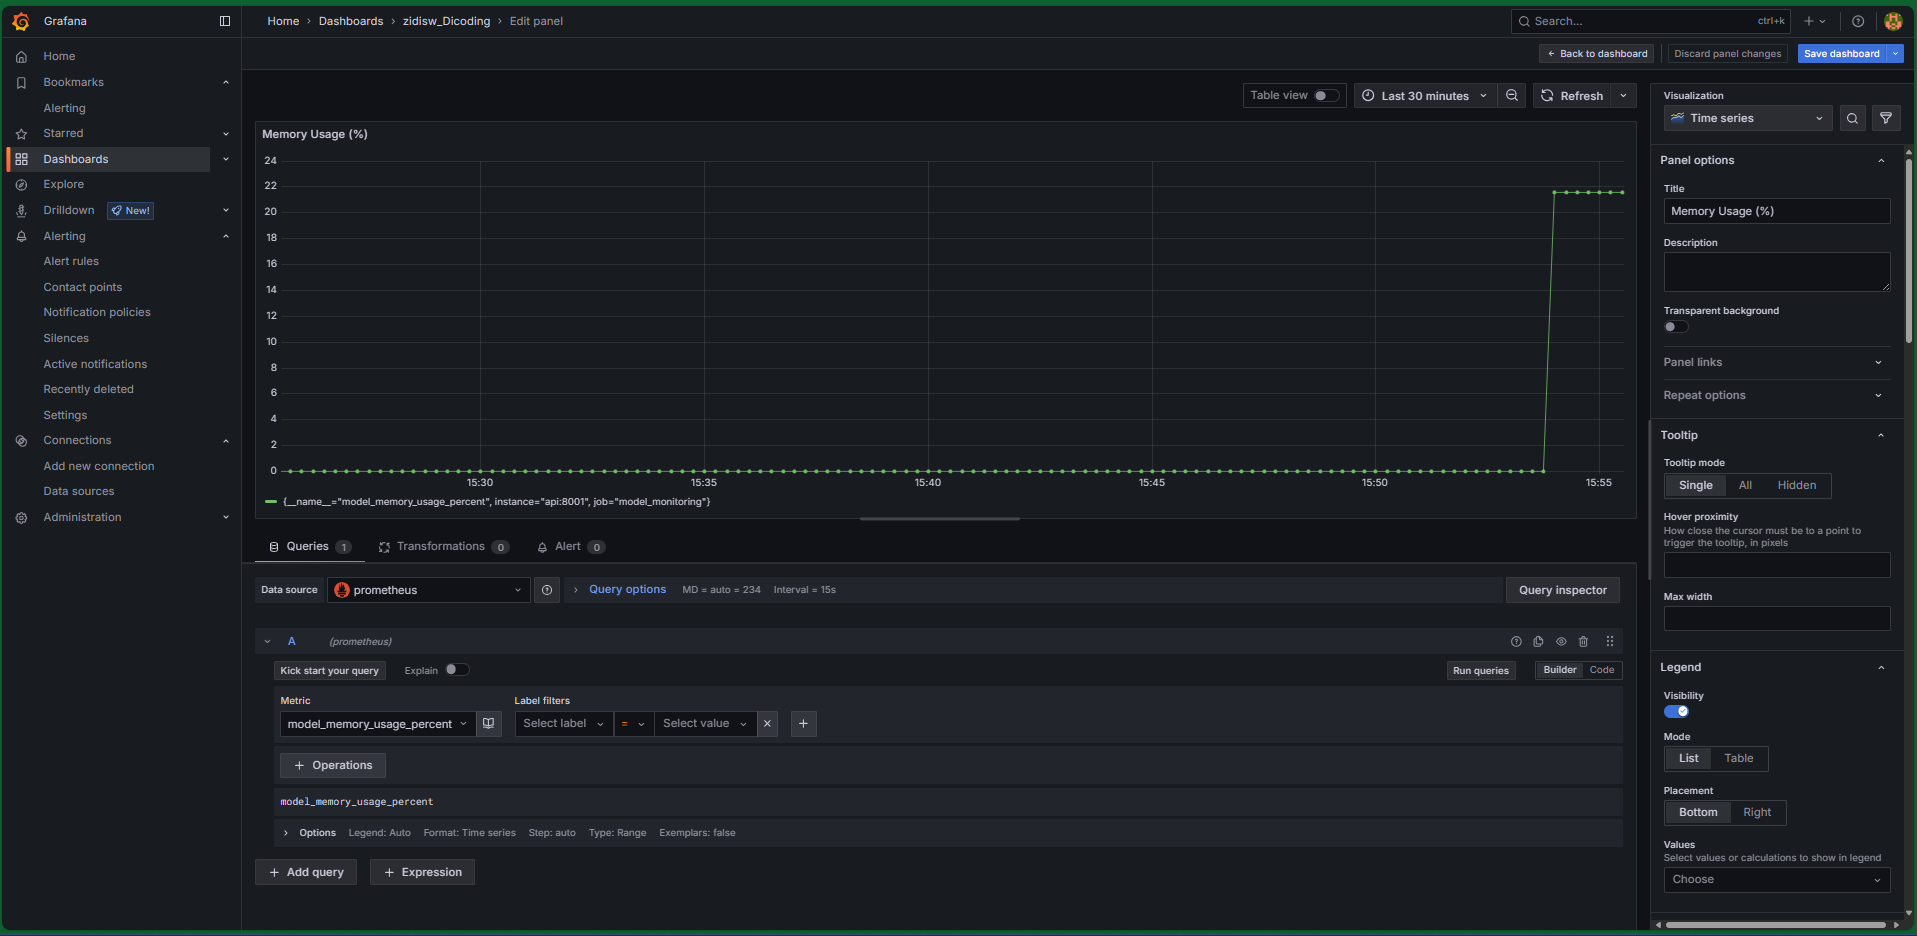 Grafana
Home › Dashboards › zidisw_Dicoding › Edit panel
Search...
ctrl+k
Back to dashboard
Discard panel changes
Save dashboard
Home
Bookmarks
Alerting
Starred
Dashboards
Explore
Drilldown
New!
Alerting
Alert rules
Contact points
Notification policies
Silences
Active notifications
Recently deleted
Settings
Connections
Add new connection
Data sources
Administration
Table view
Last 30 minutes
Refresh
Memory Usage (%)
24
22
20
18
16
14
12
10
8
6
4
2
0
15:30
15:35
15:40
15:45
15:50
15:55
{__name__="model_memory_usage_percent", instance="api:8001", job="model_monitoring"}
Queries 1
Transformations 0
Alert 0
Data source
prometheus
Query options
MD = auto = 234
Interval = 15s
Query inspector
A
(prometheus)
Kick start your query
Explain
Run queries
Builder
Code
Metric
Label filters
model_memory_usage_percent
Select label
=
Select value
+ Operations
model_memory_usage_percent
Options
Legend: Auto
Format: Time series
Step: auto
Type: Range
Exemplars: false
+ Add query
+ Expression
Visualization
Time series
Panel options
Title
Memory Usage (%)
Description
Transparent background
Panel links
Repeat options
Tooltip
Tooltip mode
Single
All
Hidden
Hover proximity
How close the cursor must be to a point to
trigger the tooltip, in pixels
Max width
Legend
Visibility
Mode
List
Table
Placement
Bottom
Right
Values
Select values or calculations to show in legend
Choose